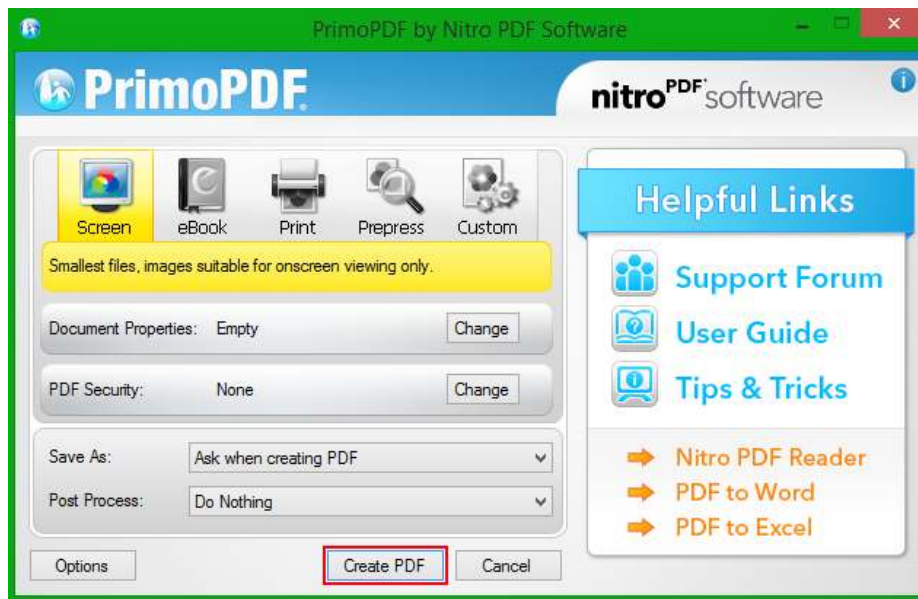 PrimoPDF by Nitro PDF Software
PrimoPDF
nitroPDF software
Screen eBook Print Prepress Custom
Smallest files, images suitable for onscreen viewing only.
Document Properties: Empty Change
PDF Security: None Change
Save As: Ask when creating PDF
Post Process: Do Nothing
Options Create PDF Cancel
Helpful Links
Support Forum
User Guide
Tips & Tricks
Nitro PDF Reader
PDF to Word
PDF to Excel